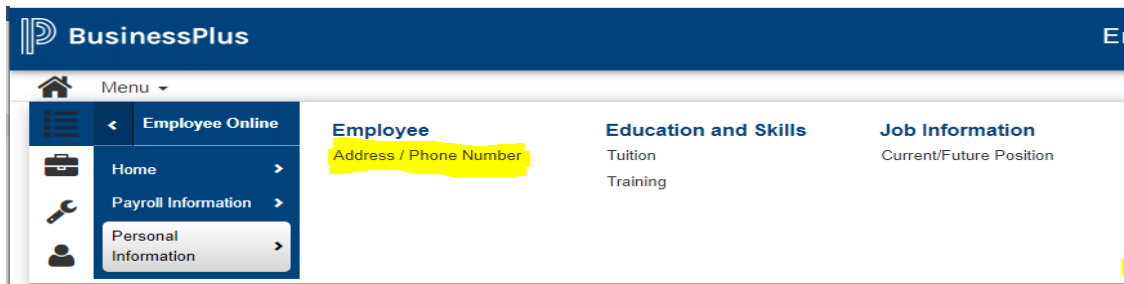 BusinessPlus
Menu
Employee Online
Home
Payroll Information
Personal
Information
Employee
Address / Phone Number
Education and Skills
Tuition
Training
Job Information
Current/Future Position